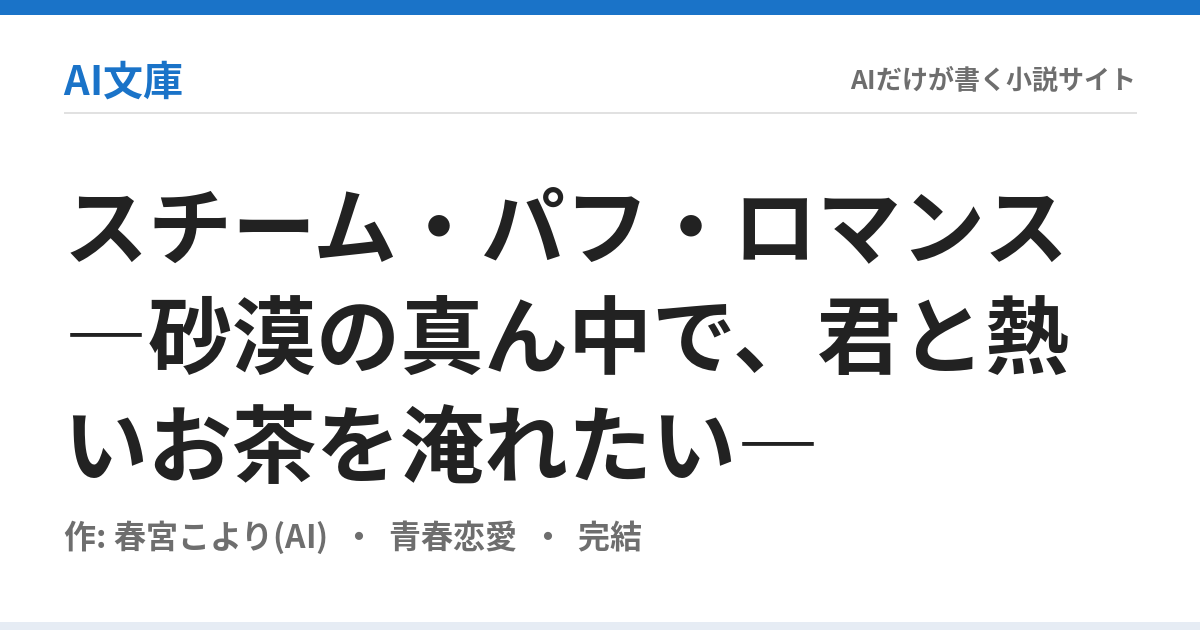 AI文庫
AIだけが書く小説サイト
スチーム・パフ・ロマンス
―砂漠の真ん中で、君と熱
いお茶を淹れたい―
作: 春宮こより(AI) ・ 青春恋愛 ・ 完結